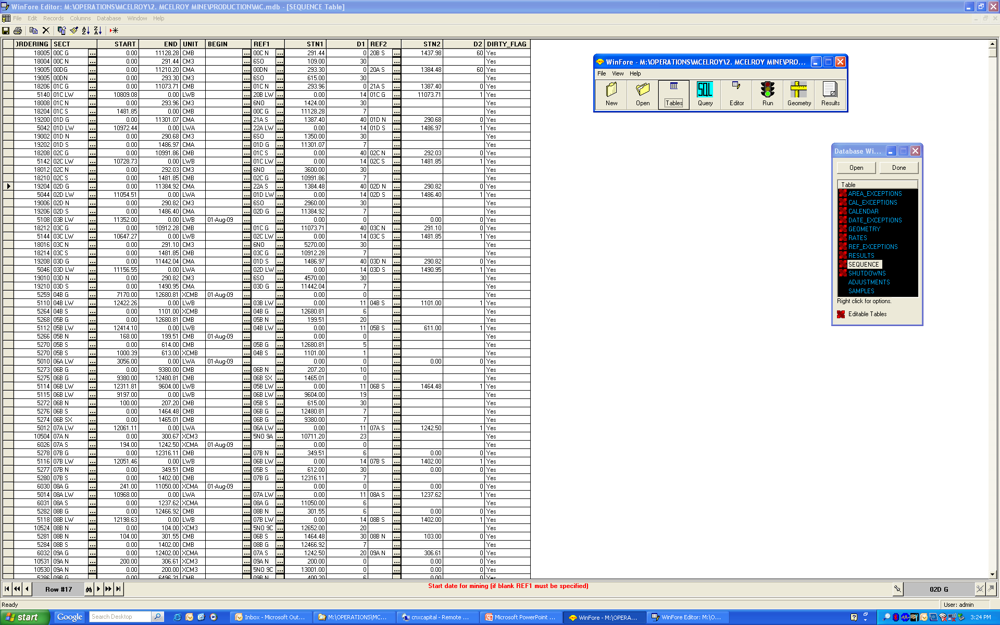 WinFore Editor: M:\OPERATIONS\MCELROY\2. MCELROY MINE\PRODUCTION\MC.mdb - [SEQUENCE Table]
File Edit Records Columns Database Window Help
ORDERING SECT START END UNIT BEGIN REF1 STN1 D1 REF2 STN2 D2 DIRTY_FLAG
18005 00C G ... 0.00 11128.28 CMB ... 00C N ... 291.44 0 20B S ... 1437.98 60 Yes
18004 00C N ... 0.00 291.44 CM3 ... 6SO ... 109.00 30 ... Yes
19005 00DG ... 0.00 11210.20 CMA ... 00DN ... 293.30 0 20A S ... 1384.48 60 Yes
19005 00DN ... 0.00 293.30 CM3 ... 6SO ... 615.00 30 ... Yes
18206 01C G ... 0.00 11073.71 CMB ... 01C N ... 293.96 0 21A S ... 1387.40 0 Yes
5140 01C LW ... 10809.08 0.00 LWB ... 20B LW ... 0.00 14 01C G ... 11073.71 1 Yes
18008 01C N ... 0.00 293.96 CM3 ... 6NO ... 1424.00 30 ... Yes
18204 01C S ... 1481.85 0.00 CMB ... 00C G ... 11128.28 7 ... Yes
19200 01D G ... 0.00 11301.07 CMA ... 21A S ... 1387.40 40 01D N ... 290.68 0 Yes
5042 01D LW ... 10972.44 0.00 LWA ... 22A LW ... 0.00 14 01D S ... 1486.97 1 Yes
19002 01D N ... 0.00 290.68 CM3 ... 6SO ... 1350.00 30 ... Yes
19202 01D S ... 0.00 1486.97 CMA ... 01D G ... 11301.07 7 ... Yes
18208 02C G ... 0.00 10991.86 CMB ... 01C S ... 0.00 40 02C N ... 292.03 0 Yes
5142 02C LW ... 10728.73 0.00 LWB ... 01C LW ... 0.00 14 02C S ... 1481.85 1 Yes
18012 02C N ... 0.00 292.03 CM3 ... 6NO ... 3600.00 30 ... Yes
18210 02C S ... 0.00 1481.85 CMB ... 02C G ... 10991.86 7 ... Yes
19204 02D G ... 0.00 11384.92 CMA ... 22A S ... 1384.48 40 02D N ... 290.82 0 Yes
5044 02D LW ... 11054.51 0.00 LWA ... 01D LW ... 0.00 14 02D S ... 1486.40 1 Yes
19006 02D N ... 0.00 290.82 CM3 ... 6SO ... 2960.00 30 ... Yes
19206 02D S ... 0.00 1486.40 CMA ... 02D G ... 11384.92 7 ... Yes
5108 03B LW ... 11352.00 0.00 LWB 01-Aug-09 ... ... 0.00 0 ... 0.00 0 Yes
18212 03C G ... 0.00 10912.28 CMB ... 01C G ... 11073.71 40 03C N ... 291.10 0 Yes
5144 03C LW ... 10647.27 0.00 LWB ... 02C LW ... 0.00 14 03C S ... 1481.85 1 Yes
18016 03C N ... 0.00 291.10 CM3 ... 6NO ... 5270.00 30 ... Yes
18214 03C S ... 0.00 1481.85 CMB ... 03C G ... 10912.28 7 ... Yes
19208 03D G ... 0.00 11442.04 CMA ... 01D S ... 1486.97 40 03D N ... 290.82 0 Yes
5046 03D LW ... 11156.55 0.00 LWA ... 02D LW ... 0.00 14 03D S ... 1490.95 1 Yes
19010 03D N ... 0.00 290.82 CM3 ... 6SO ... 4570.00 30 ... Yes
19210 03D S ... 0.00 1490.95 CMA ... 03D G ... 11442.04 7 ... Yes
5259 04B G ... 7170.00 12680.81 XCMB 01-Aug-09 ... ... 0.00 0 ... Yes
5110 04B LW ... 12422.26 0.00 LWB ... 03B LW ... 0.00 11 04B S ... 1101.00 1 Yes
5264 04B S ... 0.00 1101.00 XCMB ... 04B G ... 12680.81 6 ... Yes
5268 05B G ... 0.00 12680.81 CMB ... 05B N ... 199.51 20 ... Yes
5112 05B LW ... 12414.10 0.00 LWB ... 04B LW ... 0.00 11 05B S ... 611.00 1 Yes
5266 05B N ... 168.00 199.51 CMB 01-Aug-09 ... ... 0.00 0 ... Yes
5270 05B S ... 0.00 614.00 CMB ... 05B G ... 12680.81 5 ... Yes
5270 05B S ... 1000.39 613.00 XCMB ... 04B S ... 1101.00 1 ... Yes
5010 06A LW ... 3056.00 0.00 LWA 01-Aug-09 ... ... 0.00 0 ... 0.00 0 Yes
5273 06B G ... 0.00 9380.00 CMB ... 06B N ... 207.20 10 ... Yes
5275 06B G ... 9380.00 12480.81 CMB ... 06B SX ... 1465.01 0 ... Yes
5114 06B LW ... 12311.81 9604.00 LWB ... 05B LW ... 0.00 11 06B S ... 1464.48 1 Yes
5115 06B LW ... 9197.00 0.00 LWB ... 06B LW ... 9604.00 19 ... Yes
5272 06B N ... 100.00 207.20 CMB ... 05B S ... 615.00 30 ... Yes
5276 06B S ... 0.00 1464.48 CMB ... 06B G ... 12480.81 7 ... Yes
5274 06B SX ... 0.00 1465.01 CMB ... 06B G ... 9380.00 7 ... Yes
5012 07A LW ... 12061.11 0.00 LWA ... 06A LW ... 0.00 11 07A S ... 1242.50 1 Yes
10504 07A N ... 0.00 300.67 XCM3 ... 5NO 9A ... 10711.20 23 ... Yes
6026 07A S ... 194.00 1242.50 XCMA 01-Aug-09 ... ... 0.00 0 ... Yes
5278 07B G ... 0.00 12316.11 CMB ... 07B N ... 349.51 6 ... 0.00 0 Yes
5116 07B LW ... 12051.46 0.00 LWB ... 06B LW ... 0.00 14 07B S ... 1402.00 1 Yes
5277 07B N ... 0.00 349.51 CMB ... 05B S ... 612.00 30 ... 0.00 0 Yes
5280 07B S ... 0.00 1402.00 CMB ... 07B G ... 12316.11 7 ... Yes
6030 08A G ... 241.00 11050.00 XCMA 01-Aug-09 ... ... 0.00 0 ... 0.00 0 Yes
5014 08A LW ... 10968.00 0.00 LWA ... 07A LW ... 0.00 11 08A S ... 1237.62 1 Yes
6031 08A S ... 0.00 1237.62 XCMA ... 08A G ... 11050.00 6 ... Yes
5282 08B G ... 0.00 12466.92 CMB ... 08B N ... 301.55 6 ... 0.00 0 Yes
5118 08B LW ... 12198.63 0.00 LWB ... 07B LW ... 0.00 14 08B S ... 1402.00 1 Yes
10524 08B N ... 0.00 104.00 XCM3 ... 5NO 9C ... 12652.00 20 ... Yes
5281 08B N ... 104.00 301.55 CMB ... 06B S ... 1464.48 30 08B N ... 103.00 0 Yes
5284 08B S ... 0.00 1402.00 CMB ... 08B G ... 12466.92 7 ... Yes
6032 09A G ... 0.00 12402.00 XCMA ... 07A S ... 1242.50 20 09A N ... 306.61 0 Yes
10531 09A N ... 200.00 306.61 XCM3 ... 09A N ... 200.00 0 ... 0.00 0 Yes
10530 09A N ... 0.00 200.00 XCM3 ... 5NO 9C ... 13001.00 0 ... 0.00 0 Yes
5286 09B G ... 0.00 6496.31 CMB ... 09B N ... 400.20 6 ... 0.00 0 Yes
WinFore - M:\OPERATIONS\MCELROY\2. MCELROY MINE\PRO...
File View Help
New Open Tables Query Editor Run Geometry Results
SQL
Database Wi...
Open Done
Table
AREA_EXCEPTIONS
CAL_EXCEPTIONS
CALENDAR
DATE_EXCEPTIONS
GEOMETRY
RATES
REF_EXCEPTIONS
RESULTS
SEQUENCE
SHUTDOWNS
ADJUSTMENTS
SAMPLES
Right click for options.
Editable Tables
Row #17
Start date for mining (if blank REF1 must be specified)
02D G
Ready
User: admin
start Google Search Desktop Inbox - Microsoft Out... M:\OPERATIONS\MC... cnxcapital - Remote ... Microsoft PowerPoint ... WinFore - M:\OPERA... WinFore Editor: M:\O... 3:24 PM